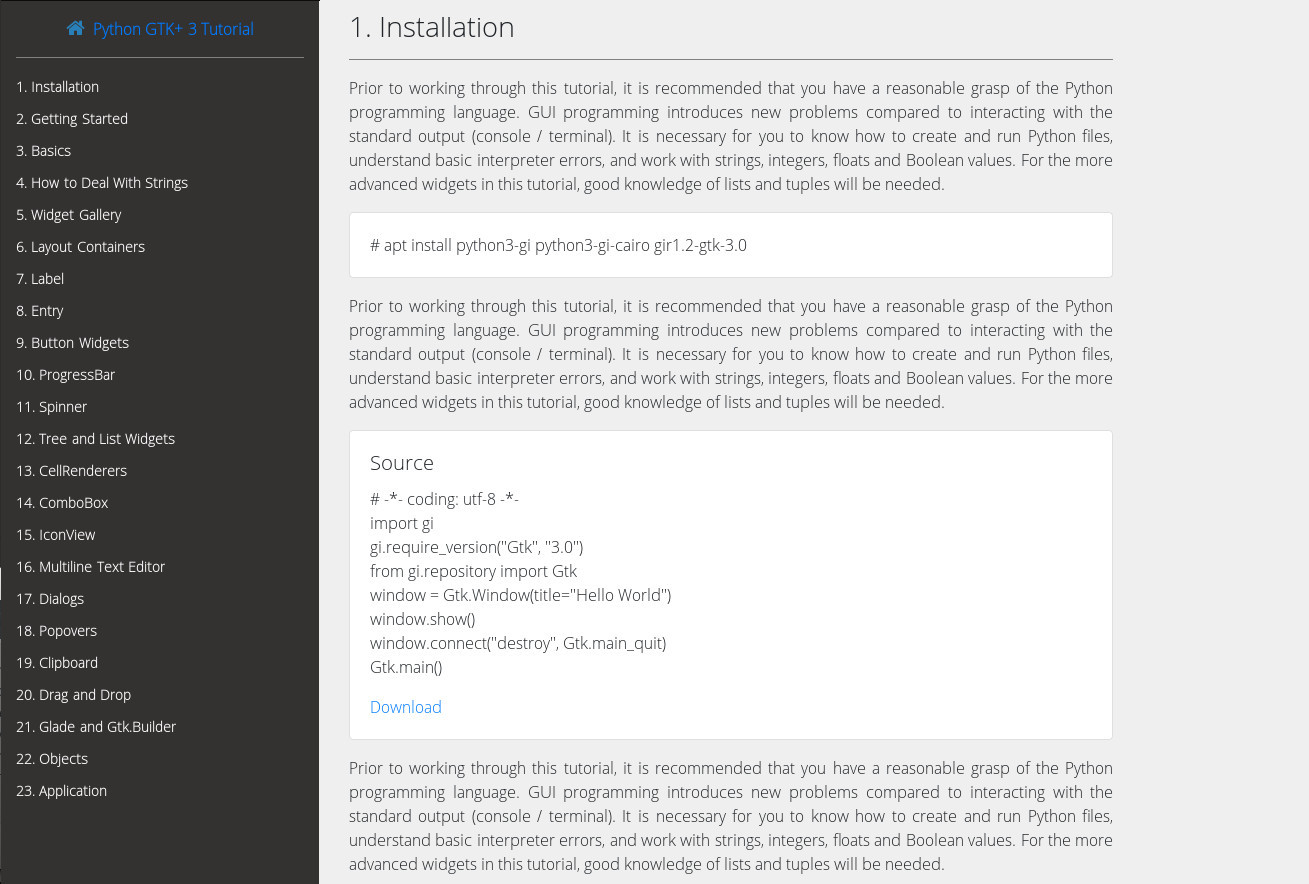 Python GTK+ 3 Tutorial
1. Installation
2. Getting Started
3. Basics
4. How to Deal With Strings
5. Widget Gallery
6. Layout Containers
7. Label
8. Entry
9. Button Widgets
10. ProgressBar
11. Spinner
12. Tree and List Widgets
13. CellRenderers
14. ComboBox
15. IconView
16. Multiline Text Editor
17. Dialogs
18. Popovers
19. Clipboard
20. Drag and Drop
21. Glade and Gtk.Builder
22. Objects
23. Application
1. Installation
Prior to working through this tutorial, it is recommended that you have a reasonable grasp of the Python
programming language. GUI programming introduces new problems compared to interacting with the
standard output (console / terminal). It is necessary for you to know how to create and run Python files,
understand basic interpreter errors, and work with strings, integers, floats and Boolean values. For the more
advanced widgets in this tutorial, good knowledge of lists and tuples will be needed.
# apt install python3-gi python3-gi-cairo gir1.2-gtk-3.0
Prior to working through this tutorial, it is recommended that you have a reasonable grasp of the Python
programming language. GUI programming introduces new problems compared to interacting with the
standard output (console / terminal). It is necessary for you to know how to create and run Python files,
understand basic interpreter errors, and work with strings, integers, floats and Boolean values. For the more
advanced widgets in this tutorial, good knowledge of lists and tuples will be needed.
Source
# -*- coding: utf-8 -*-
import gi
gi.require_version("Gtk", "3.0")
from gi.repository import Gtk
window = Gtk.Window(title="Hello World")
window.show()
window.connect("destroy", Gtk.main_quit)
Gtk.main()
Download
Prior to working through this tutorial, it is recommended that you have a reasonable grasp of the Python
programming language. GUI programming introduces new problems compared to interacting with the
standard output (console / terminal). It is necessary for you to know how to create and run Python files,
understand basic interpreter errors, and work with strings, integers, floats and Boolean values. For the more
advanced widgets in this tutorial, good knowledge of lists and tuples will be needed.